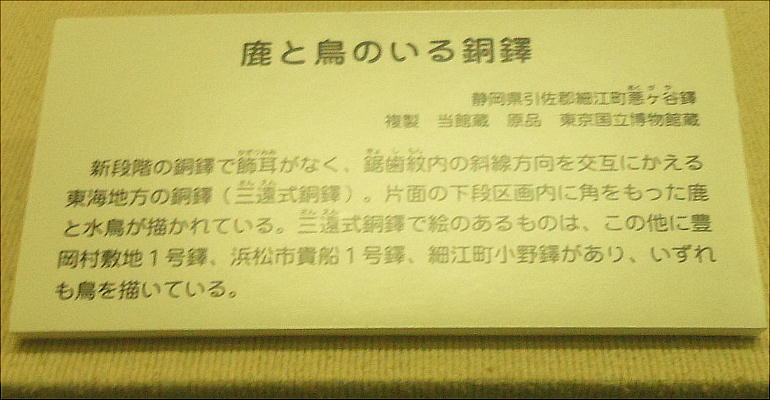 鹿と鳥のいる銅鐸
静岡県引佐郡細江町悪ヶ谷鐸
複製　当館蔵　原品　東京国立博物館蔵
新段階の銅鐸で飾耳がなく、鋸歯紋内の斜線方向を交互にかえる
東海地方の銅鐸（三遠式銅鐸）。片面の下段区画内に角をもった鹿
と水鳥が描かれている。三遠式銅鐸で絵のあるものは、この他に豊
岡村敷地１号鐸、浜松市貴船１号鐸、細江町小野鐸があり、いずれ
も鳥を描いている。